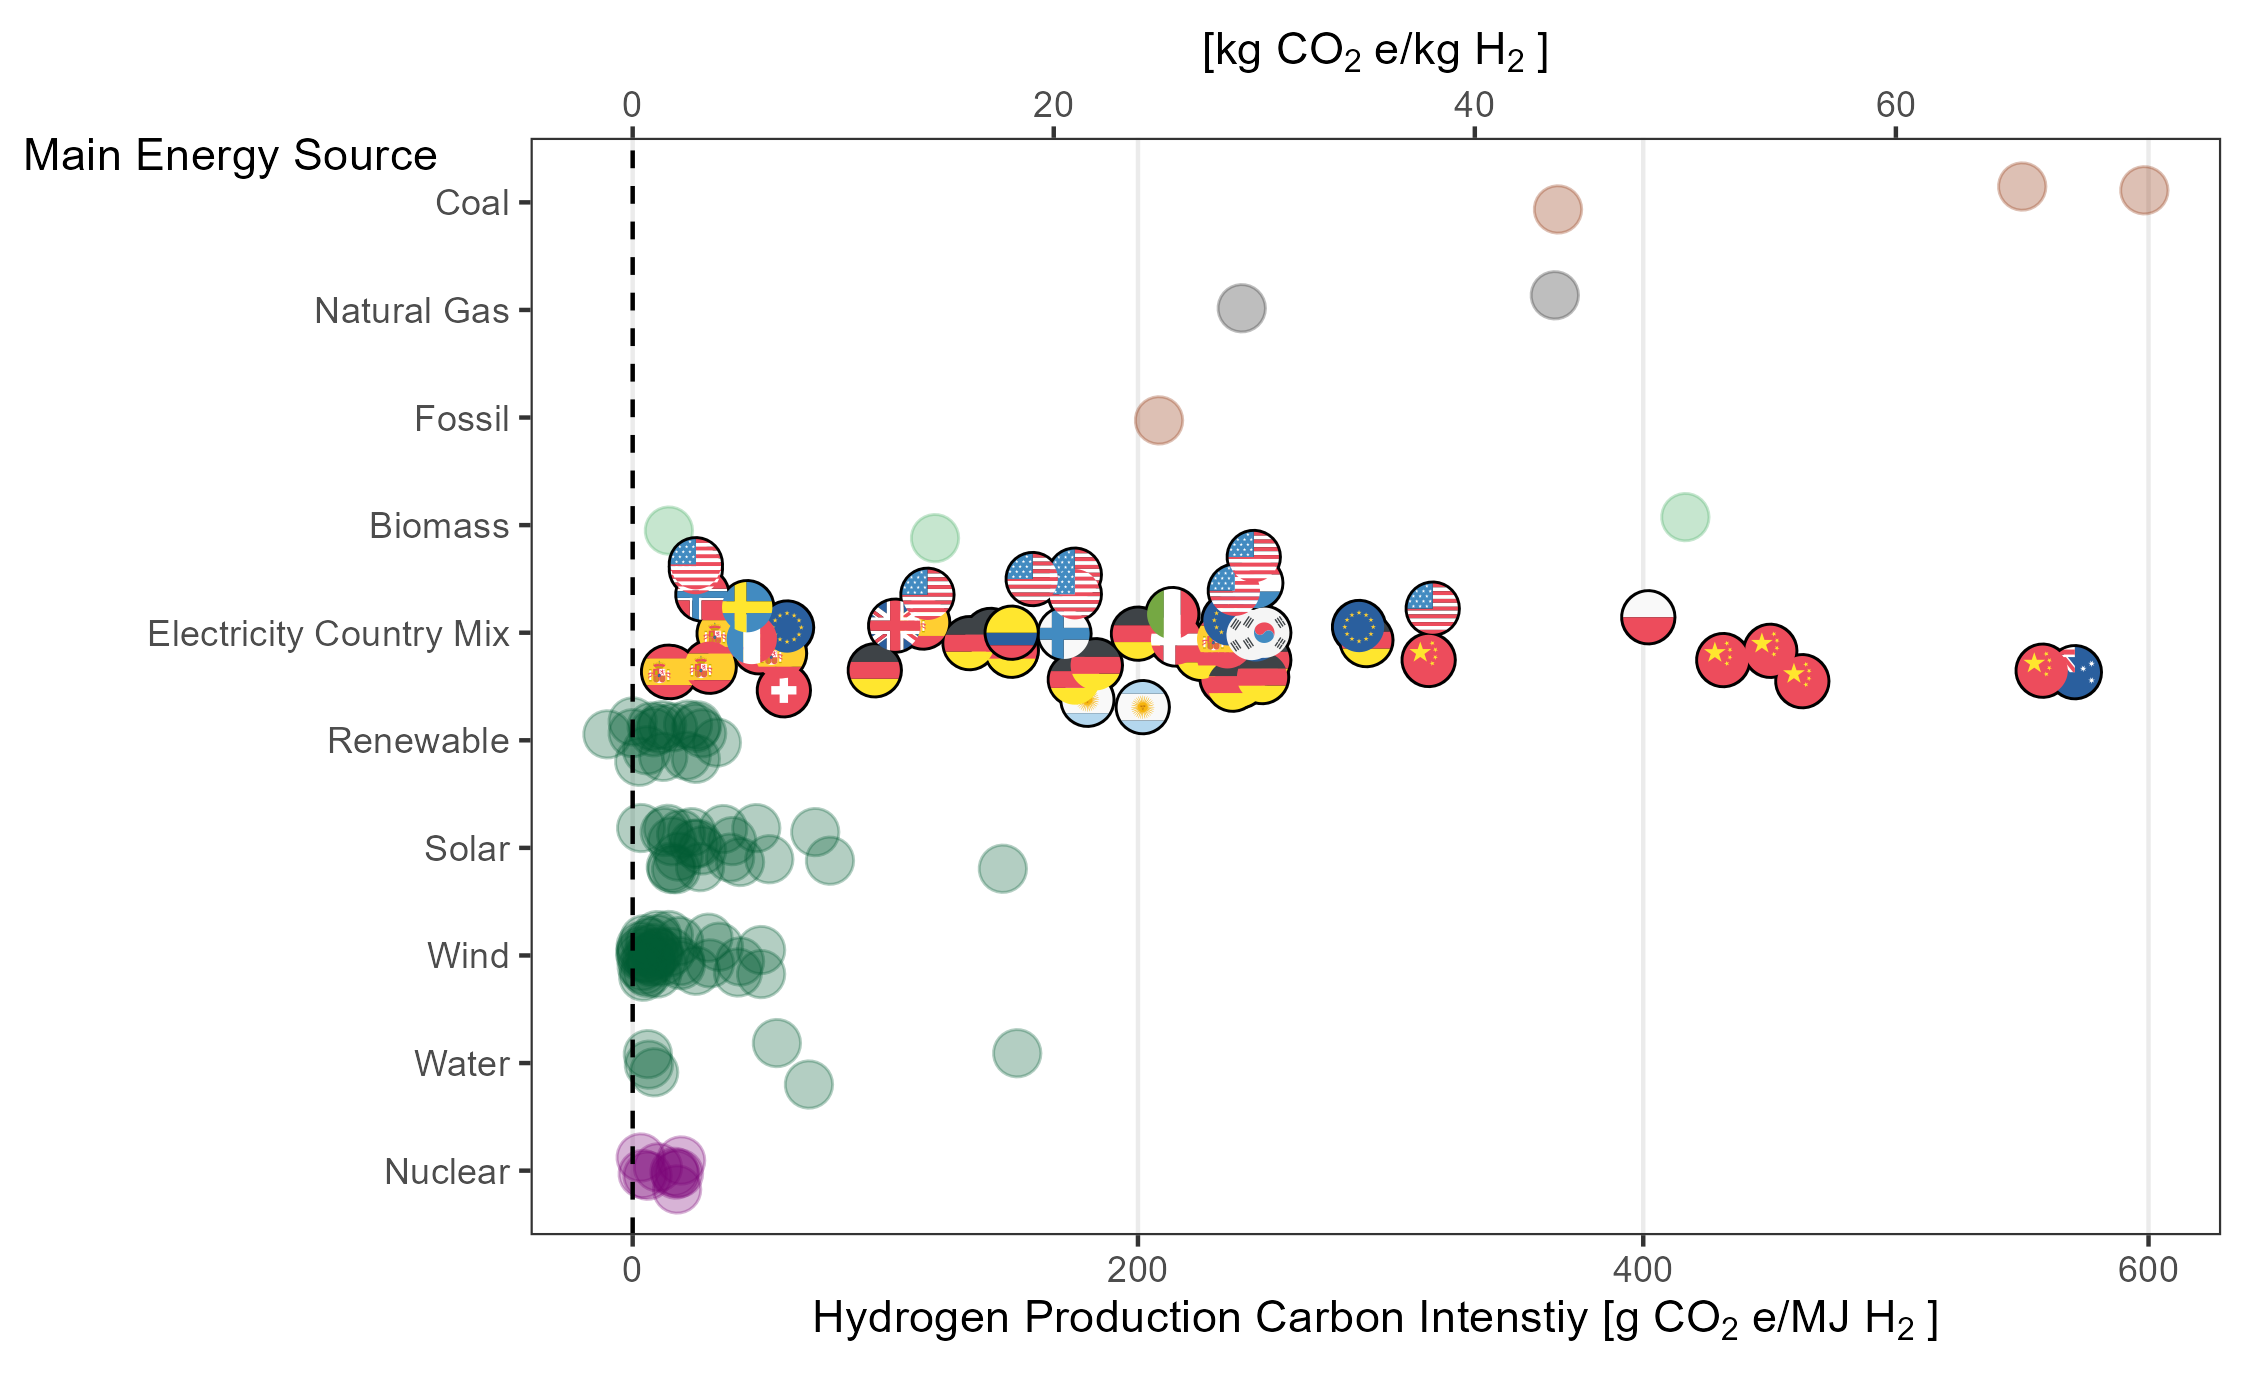 [kg CO₂ e/kg H₂ ]
0 20 40 60
Main Energy Source
Coal
Natural Gas
Fossil
Biomass
Electricity Country Mix
Renewable
Solar
Wind
Water
Nuclear
0 200 400 600
Hydrogen Production Carbon Intenstiy [g CO₂ e/MJ H₂ ]